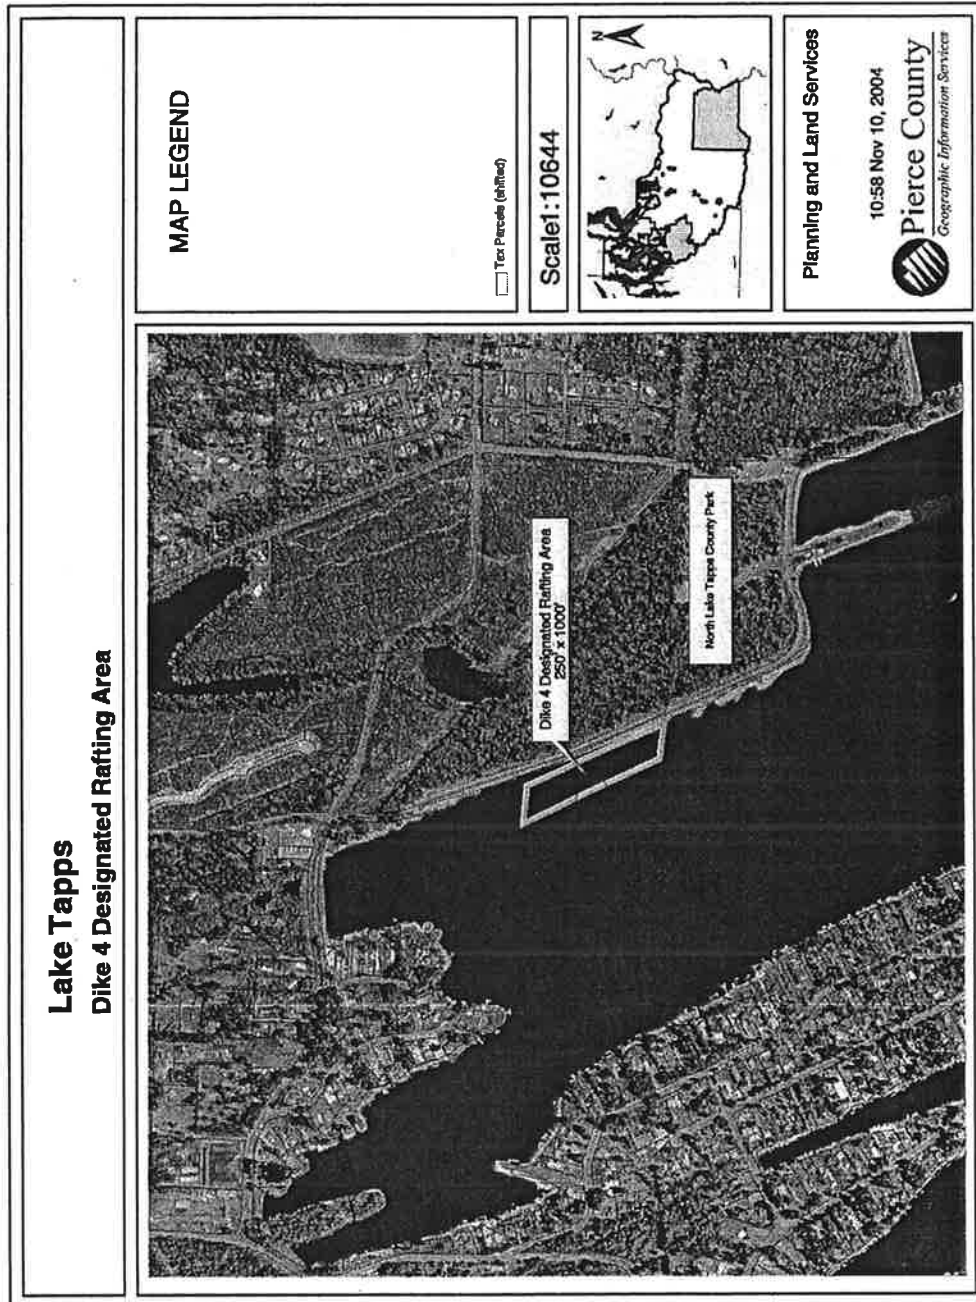 Lake Tapps
Dike 4 Designated Rafting Area
MAP LEGEND
Tax Parcels (shifted)
Scale1:10644
N
Planning and Land Services
10:58 Nov 10, 2004
Pierce County
Geographic Information Services
Dike 4 Designated Rafting Area
250' x 1000'
North Lake Tapps County Park